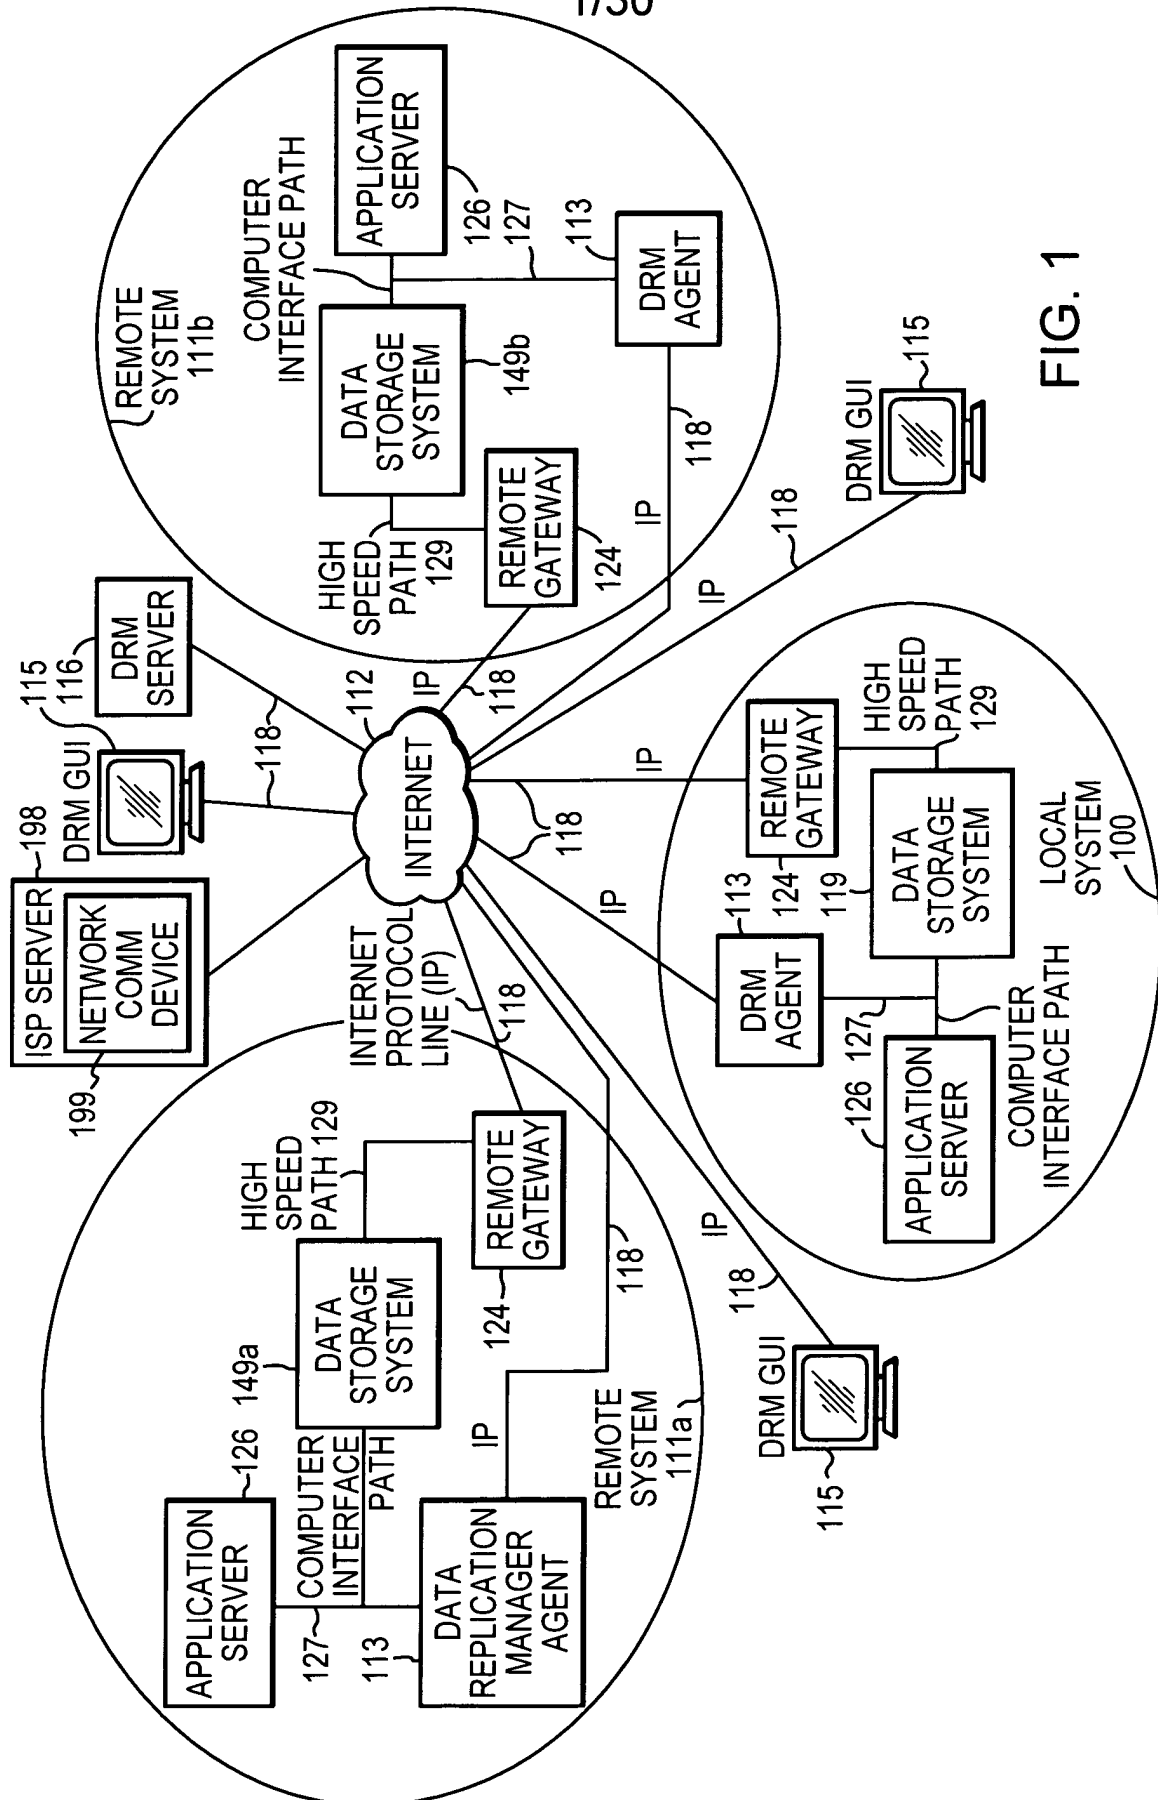 1/30
REMOTE
SYSTEM
111b
COMPUTER
INTERFACE PATH
APPLICATION
SERVER
126
127
113
DATA
STORAGE
SYSTEM
149b
DRM
AGENT
HIGH
SPEED
PATH
129
REMOTE
GATEWAY
124
IP
118
IP
118
118
IP
DRM GUI
115
116
DRM
SERVER
115
DRM GUI
118
118
198
ISP SERVER
NETWORK
COMM
DEVICE
199
112
INTERNET
INTERNET
PROTOCOL
LINE (IP)
118
118
IP
IP
REMOTE
GATEWAY
124
HIGH
SPEED
PATH
129
119
DATA
STORAGE
SYSTEM
LOCAL
SYSTEM
100
113
DRM
AGENT
127
126
APPLICATION
SERVER
COMPUTER
INTERFACE PATH
HIGH
SPEED
PATH 129
REMOTE
GATEWAY
124
118
149a
DATA
STORAGE
SYSTEM
126
APPLICATION
SERVER
COMPUTER
INTERFACE
PATH
127
113
DATA
REPLICATION
MANAGER
AGENT
IP
REMOTE
SYSTEM
111a
IP
118
DRM GUI
115
FIG. 1